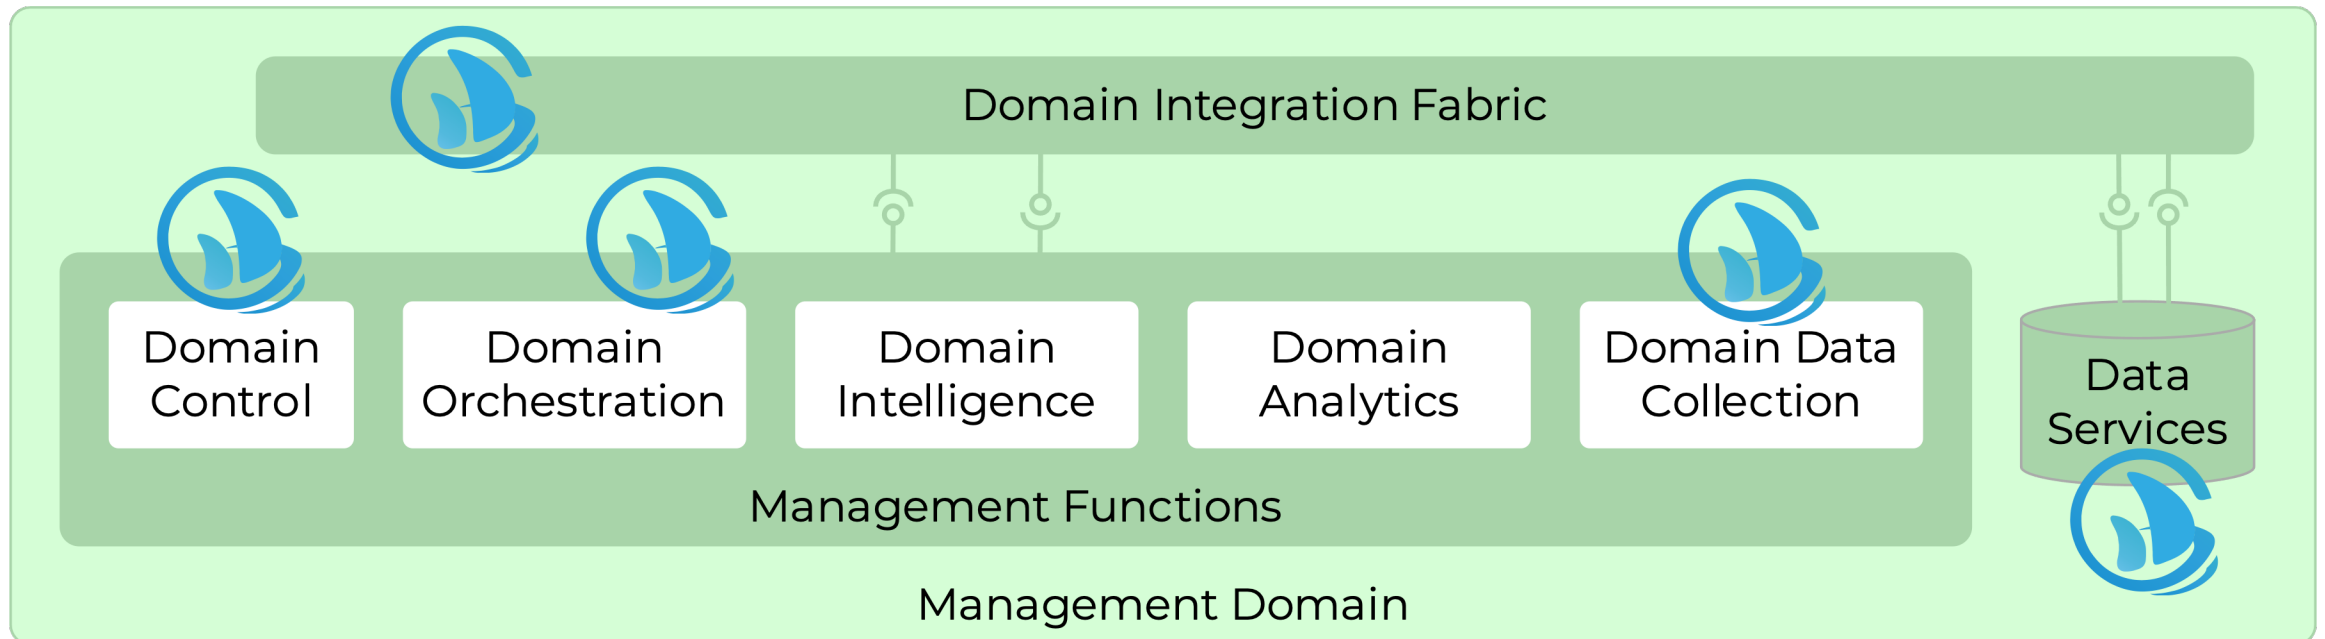 Domain Integration Fabric
Domain
Control
Domain
Orchestration
Domain
Intelligence
Domain
Analytics
Domain Data
Collection
Data
Services
Management Functions
Management Domain